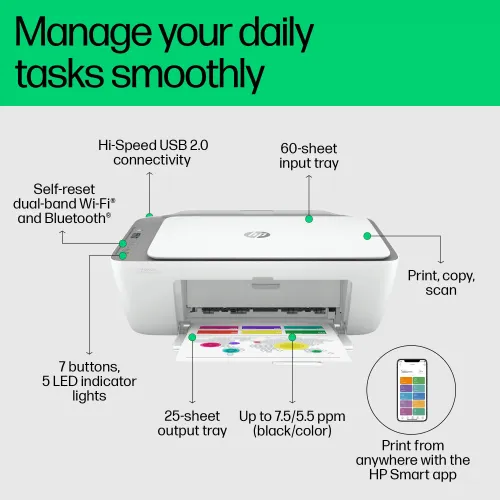 Manage your daily
tasks smoothly
Hi-Speed USB 2.0
connectivity
60-sheet
input tray
Self-reset
dual-band Wi-Fi®
and Bluetooth®
hp
Print, copy,
scan
7 buttons,
5 LED indicator
lights
25-sheet
output tray
Up to 7.5/5.5 ppm
(black/color)
Print from
anywhere with the
HP Smart app